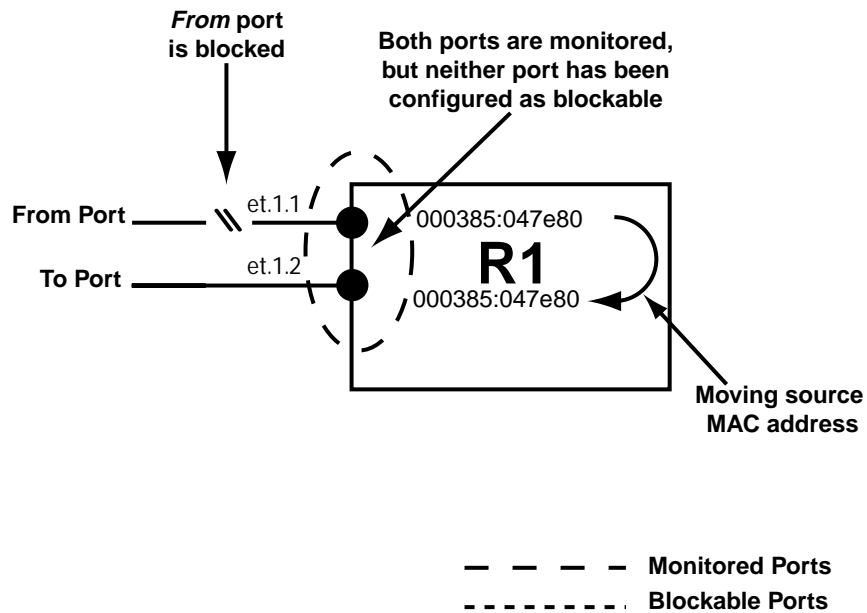 From port
is blocked
Both ports are monitored,
but neither port has been
configured as blockable
From Port
et.1.1
000385:047e80
R1
To Port
et.1.2
000385:047e80
Moving source
MAC address
Monitored Ports
Blockable Ports